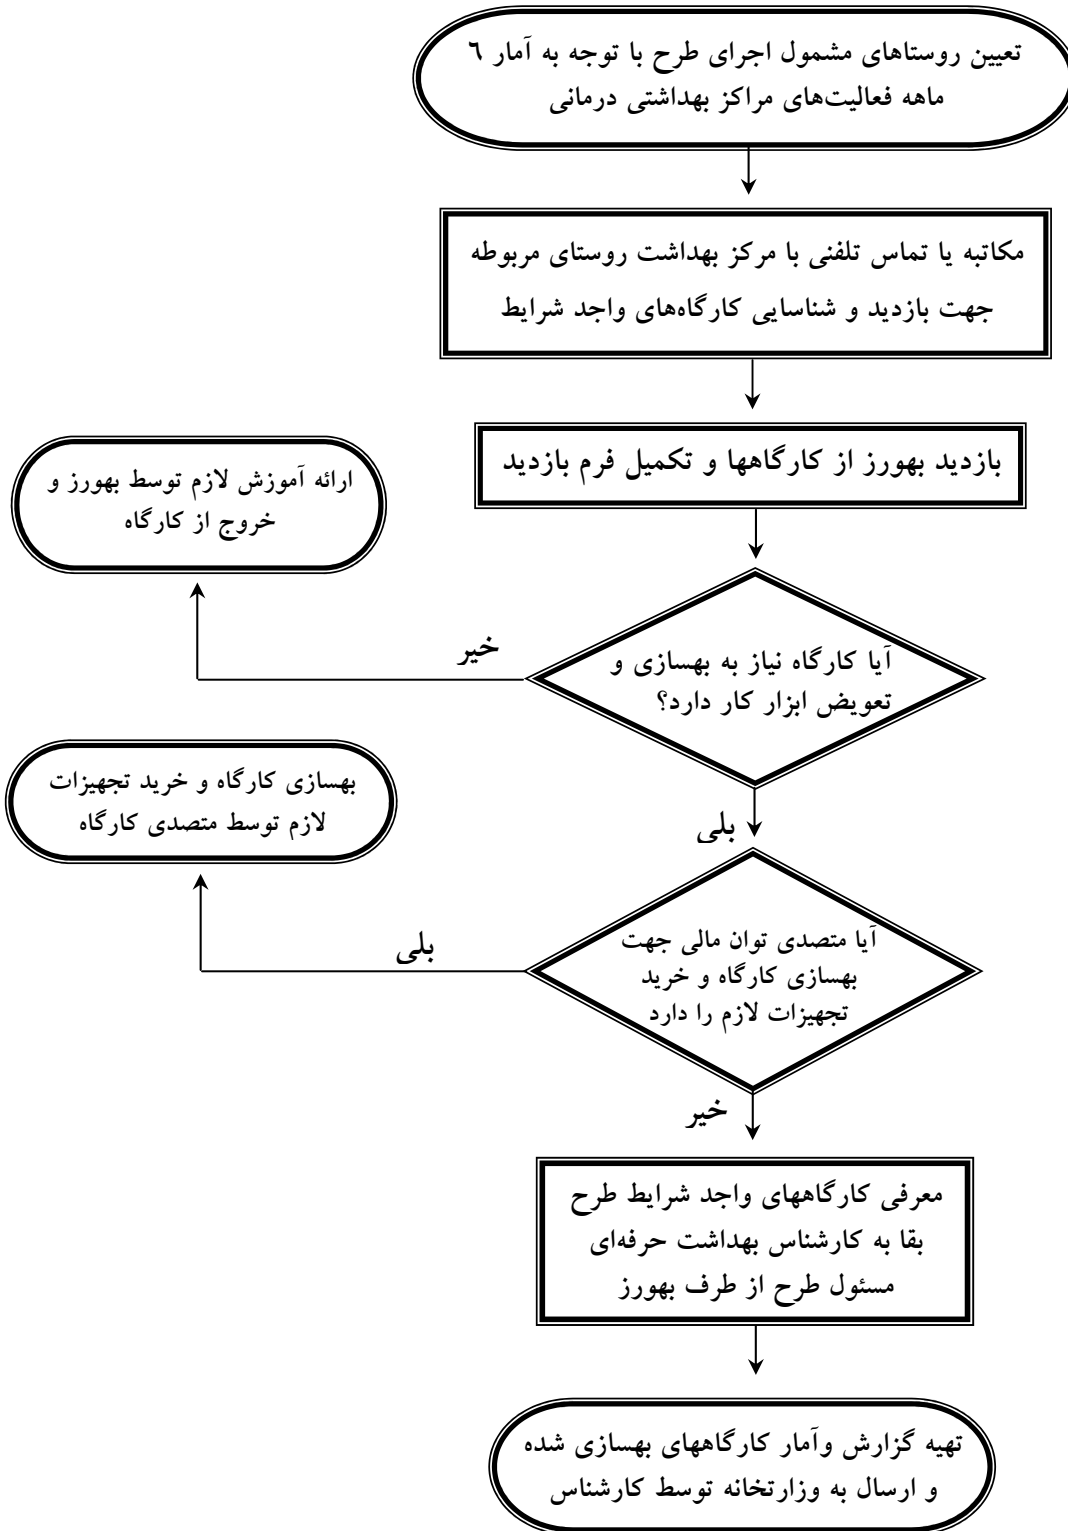 تعیین روستاهای مشمول اجرای طرح با توجه به آمار ٦
ماهه فعالیت‌های مراکز بهداشتی درمانی
مکاتبه یا تماس تلفنی با مرکز بهداشت روستای مربوطه
جهت بازدید و شناسایی کارگاه‌های واجد شرایط
بازدید بهورز از کارگاهها و تکمیل فرم بازدید
ارائه آموزش لازم توسط بهورز و
خروج از کارگاه
خیر
آیا کارگاه نیاز به بهسازی و
تعویض ابزار کار دارد؟
بهسازی کارگاه و خرید تجهیزات
لازم توسط متصدی کارگاه
بلی
بلی
آیا متصدی توان مالی جهت
بهسازی کارگاه و خرید
تجهیزات لازم را دارد
خیر
معرفی کارگاههای واجد شرایط طرح
بقا به کارشناس بهداشت حرفه‌ای
مسئول طرح از طرف بهورز
تهیه گزارش وآمار کارگاههای بهسازی شده
و ارسال به وزارتخانه توسط کارشناس